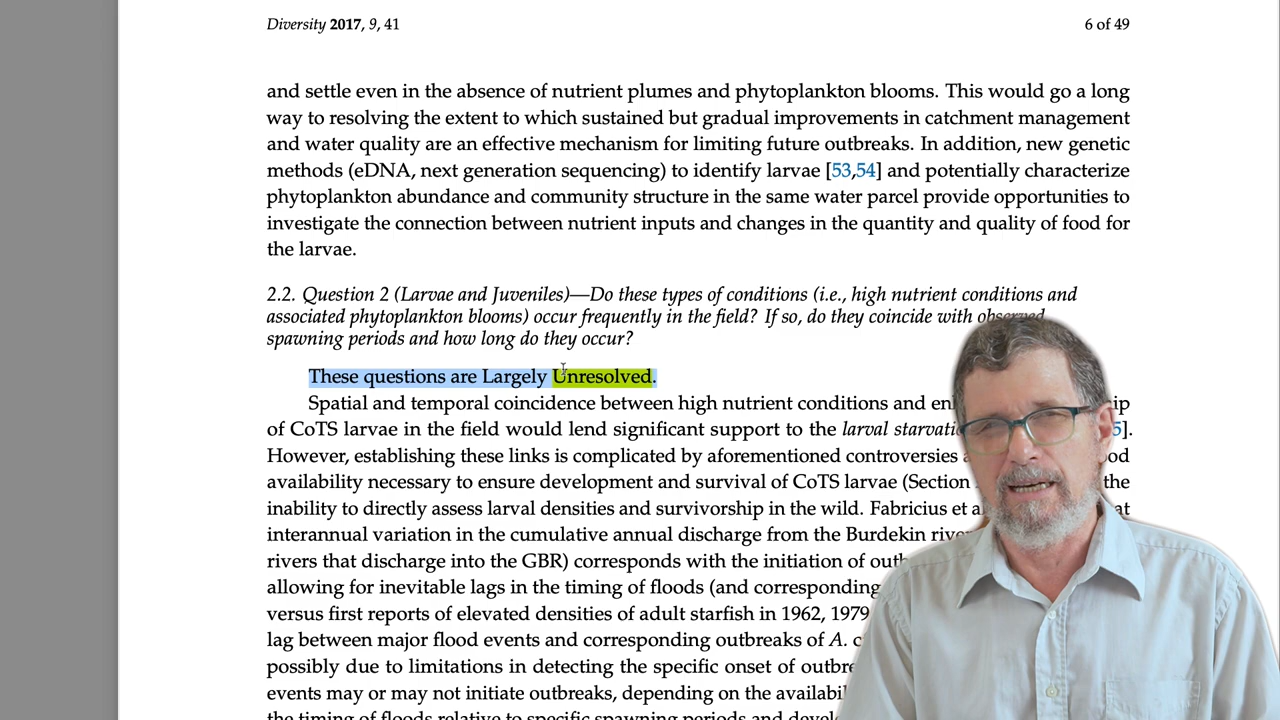 Diversity 2017, 9, 41
6 of 49
and settle even in the absence of nutrient plumes and phytoplankton blooms. This would go a long
way to resolving the extent to which sustained but gradual improvements in catchment management
and water quality are an effective mechanism for limiting future outbreaks. In addition, new genetic
methods (eDNA, next generation sequencing) to identify larvae [53,54] and potentially characterize
phytoplankton abundance and community structure in the same water parcel provide opportunities to
investigate the connection between nutrient inputs and changes in the quantity and quality of food for
the larvae.
2.2. Question 2 (Larvae and Juveniles)—Do these types of conditions (i.e., high nutrient conditions and
associated phytoplankton blooms) occur frequently in the field? If so, do they coincide with observed
spawning periods and how long do they occur?
These questions are Largely Unresolved.
Spatial and temporal coincidence between high nutrient conditions and
of CoTS larvae in the field would lend significant support to the larval 5].
However, establishing these links is complicated by aforementioned controversies
availability necessary to ensure development and survival of CoTS larvae (Section the
inability to directly assess larval densities and survivorship in the wild. Fabricius et
interannual variation in the cumulative annual discharge from the Burdekin
rivers that discharge into the GBR) corresponds with the initiation of
allowing for inevitable lags in the timing of floods (and corresponding
versus first reports of elevated densities of adult starfish in 1962, 1979
lag between major flood events and corresponding outbreaks of A.
possibly due to limitations in detecting the specific onset of
events may or may not initiate outbreaks, depending on the
the timing of floods relative to specific spawning periods and